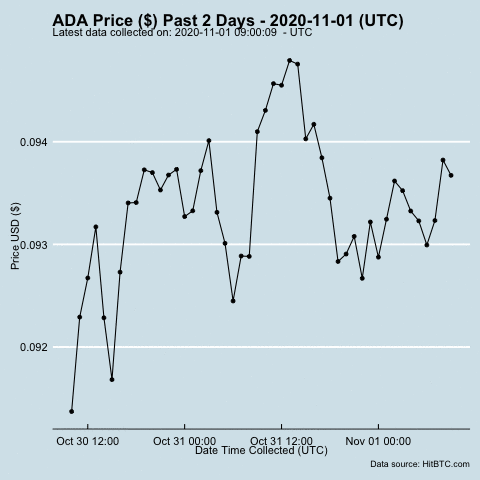 ADA Price ($) Past 2 Days - 2020-11-01 (UTC)
Latest data collected on: 2020-11-01 09:00:09  - UTC
0.094
0.093
0.092
Price USD ($)
Oct 30 12:00 Oct 31 00:00 Oct 31 12:00 Nov 01 00:00
Date Time Collected (UTC)
Data source: HitBTC.com